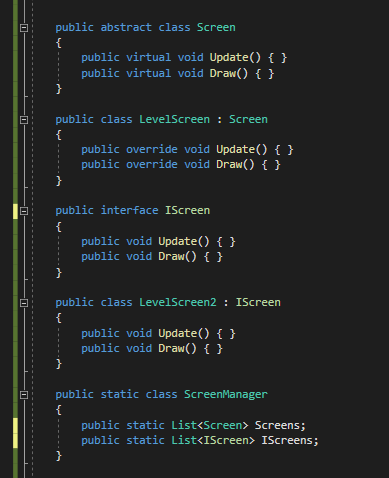 public abstract class Screen
{
public virtual void Update() { }
public virtual void Draw() { }
}
public class LevelScreen : Screen
{
public override void Update() { }
public override void Draw() { }
}
public interface IScreen
{
public void Update() { }
public void Draw() { }
}
public class LevelScreen2 : IScreen
{
public void Update() { }
public void Draw() { }
}
public static class ScreenManager
{
public static List<Screen> Screens;
public static List<IScreen> IScreens;
}